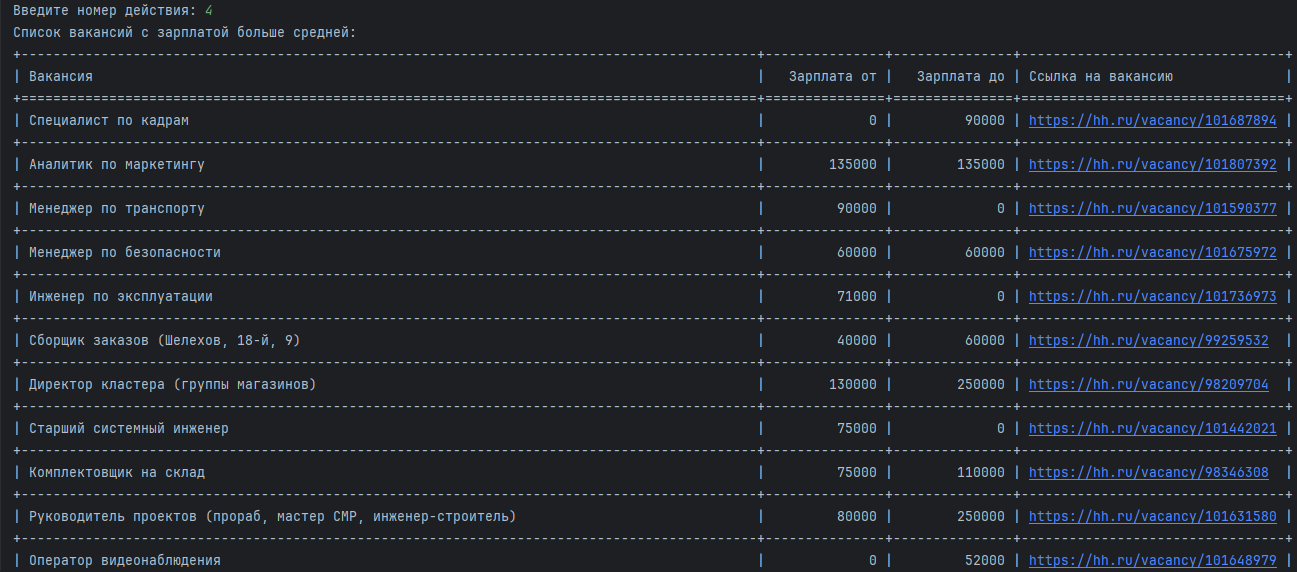 Введите номер действия: 4
Список вакансий с зарплатой больше средней:
| Вакансия | Зарплата от | Зарплата до | Ссылка на вакансию |
| Специалист по кадрам | 0 | 90000 | https://hh.ru/vacancy/101687894 |
| Аналитик по маркетингу | 135000 | 135000 | https://hh.ru/vacancy/101807392 |
| Менеджер по транспорту | 90000 | 0 | https://hh.ru/vacancy/101590377 |
| Менеджер по безопасности | 60000 | 60000 | https://hh.ru/vacancy/101675972 |
| Инженер по эксплуатации | 71000 | 0 | https://hh.ru/vacancy/101736973 |
| Сборщик заказов (Шелехов, 18-й, 9) | 40000 | 60000 | https://hh.ru/vacancy/99259532 |
| Директор кластера (группы магазинов) | 130000 | 250000 | https://hh.ru/vacancy/98209704 |
| Старший системный инженер | 75000 | 0 | https://hh.ru/vacancy/101442021 |
| Комплектовщик на склад | 75000 | 110000 | https://hh.ru/vacancy/98346308 |
| Руководитель проектов (прораб, мастер СМР, инженер-строитель) | 80000 | 250000 | https://hh.ru/vacancy/101631580 |
| Оператор видеонаблюдения | 0 | 52000 | https://hh.ru/vacancy/101648979 |